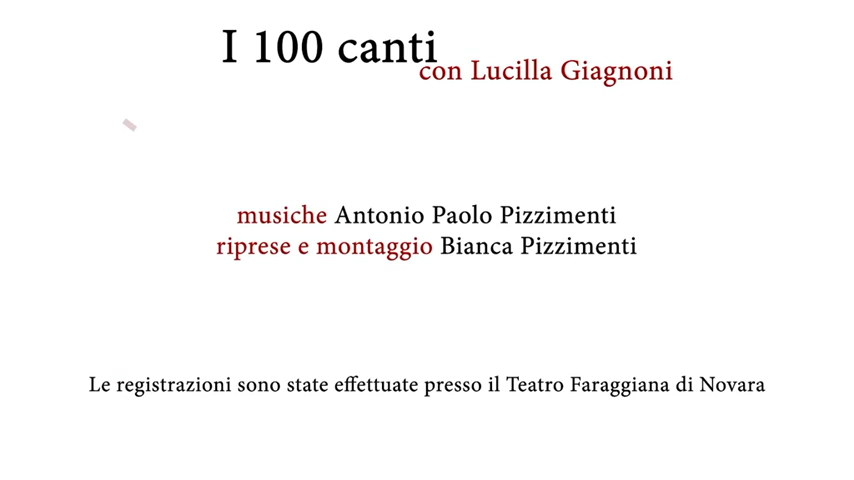 I 100 canti
con Lucilla Giagnoni
musiche Antonio Paolo Pizzimenti
riprese e montaggio Bianca Pizzimenti
Le registrazioni sono state effettuate presso il Teatro Faraggiana di Novara